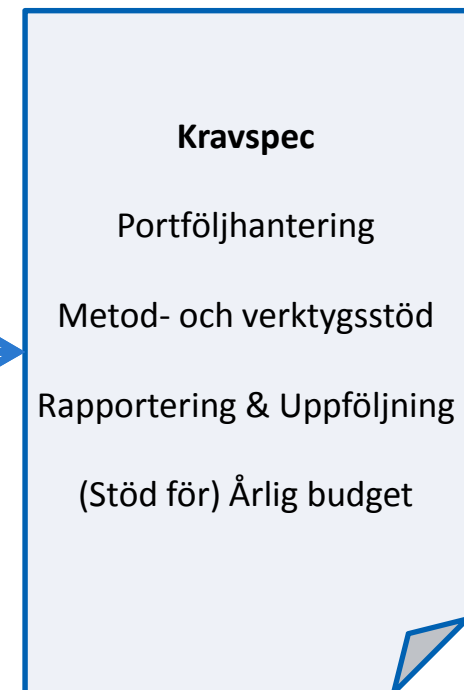 Kravspec
Portföljhantering
Metod- och verktygsstöd
Rapportering & Uppföljning
(Stöd för) Årlig budget